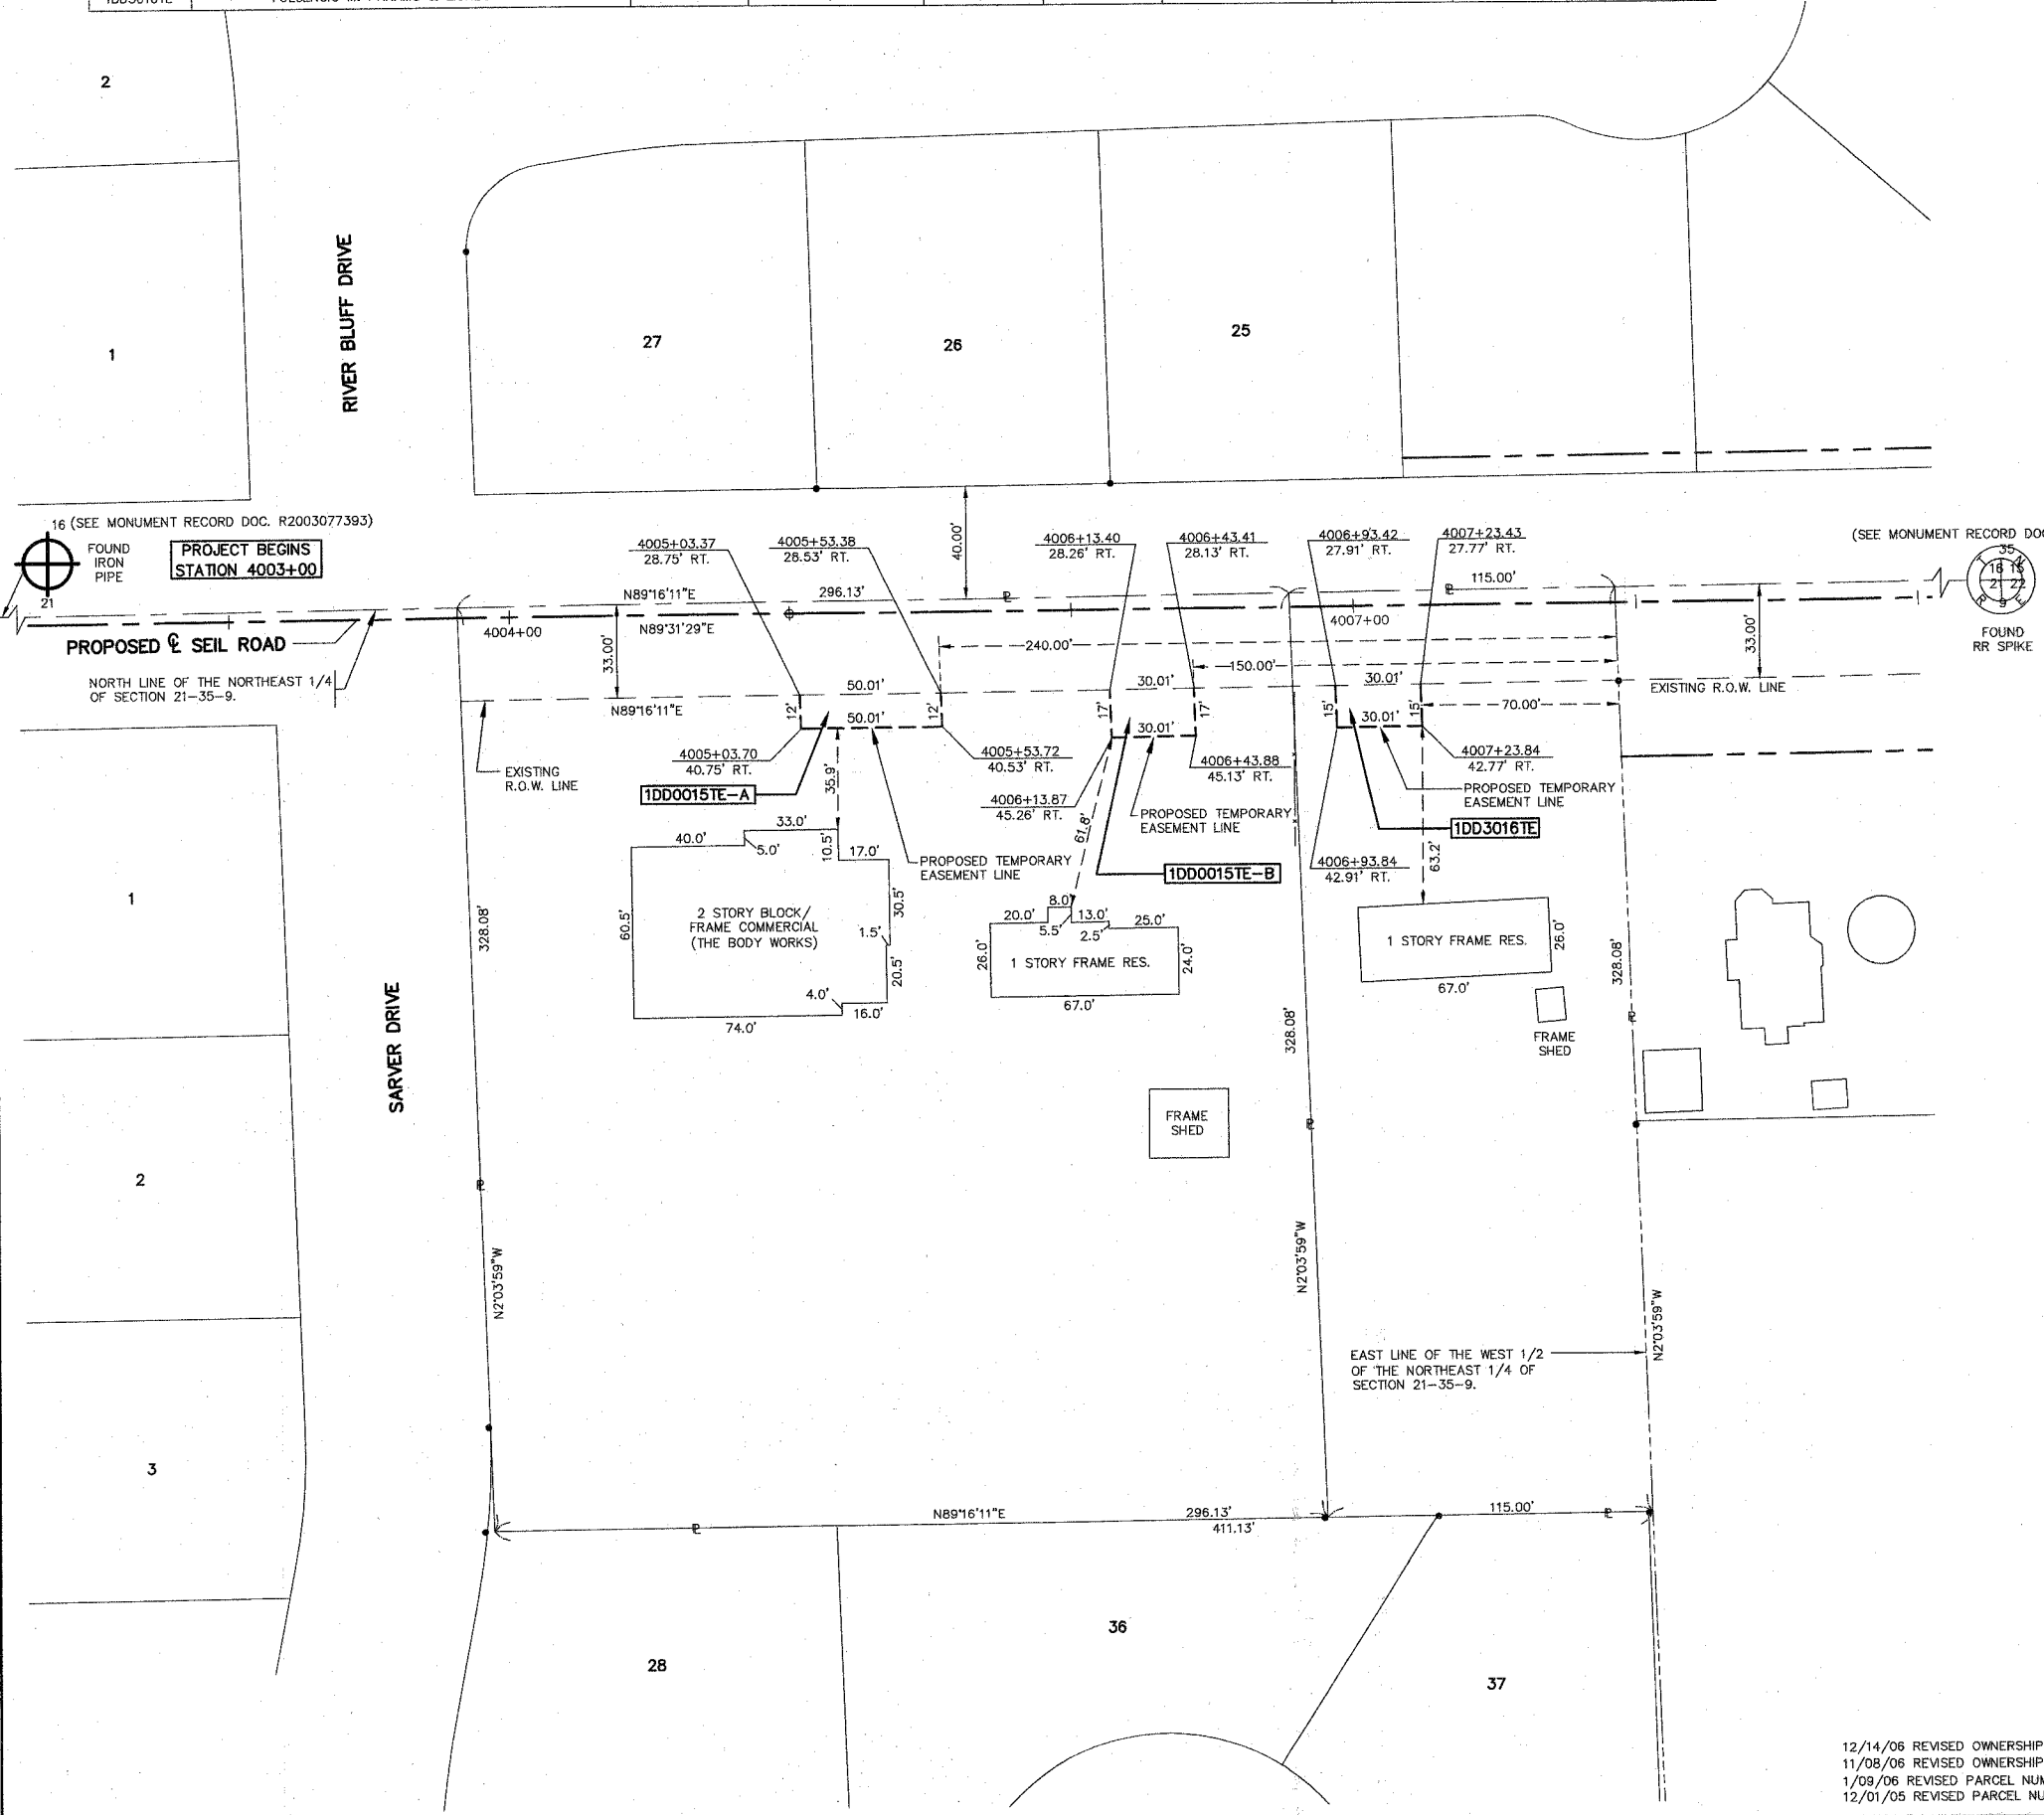 2
1
RIVER BLUFF DRIVE
27
26
25
16 (SEE MONUMENT RECORD DOC. R2003077393)
FOUND
IRON
PIPE
21
PROJECT BEGINS
STATION 4003+00
4005+03.37
28.75' RT.
4005+53.38
28.53' RT.
40.00'
4006+13.40
28.26' RT.
4006+43.41
28.13' RT.
4006+93.42
27.91' RT.
4007+23.43
27.77' RT.
(SEE MONUMENT RECORD DOC
35
16 15
21 22
9
T
N
R
E
FOUND
RR SPIKE
N89°16'11"E
296.13'
℄
115.00'
℄
4004+00
N89°31'29"E
4007+00
PROPOSED ℄ SEIL ROAD
33.00'
240.00'
150.00'
33.00'
NORTH LINE OF THE NORTHEAST 1/4
OF SECTION 21-35-9.
N89°16'11"E
50.01'
30.01'
30.01'
EXISTING R.O.W. LINE
12'
50.01'
12'
17'
30.01'
17'
15'
30.01'
15'
70.00'
EXISTING
R.O.W. LINE
4005+03.70
40.75' RT.
4005+53.72
40.53' RT.
4006+43.88
45.13' RT.
4007+23.84
42.77' RT.
1DD0015TE-A
35.9'
4006+13.87
45.26' RT.
PROPOSED TEMPORARY
EASEMENT LINE
PROPOSED TEMPORARY
EASEMENT LINE
1DD3016TE
61.8'
33.0'
40.0'
5.0'
10.5'
17.0'
PROPOSED TEMPORARY
EASEMENT LINE
1DD0015TE-B
4006+93.84
42.91' RT.
63.2'
1
328.08'
60.5'
2 STORY BLOCK/
FRAME COMMERCIAL
(THE BODY WORKS)
30.5'
1.5'
20.5'
4.0'
16.0'
74.0'
20.0'
8.0'
5.5'
13.0'
2.5'
25.0'
26.0'
1 STORY FRAME RES.
24.0'
67.0'
1 STORY FRAME RES.
26.0'
67.0'
328.08'
328.08'
FRAME
SHED
SARVER DRIVE
FRAME
SHED
2
N2°03'59"W
N2°03'59"W
N2°03'59"W
EAST LINE OF THE WEST 1/2
OF THE NORTHEAST 1/4 OF
SECTION 21-35-9.
3
N89°16'11"E
296.13'
411.13'
115.00'
28
36
37
12/14/06 REVISED OWNERSHIP
11/08/06 REVISED OWNERSHIP
1/09/06 REVISED PARCEL NUM
12/01/05 REVISED PARCEL NU